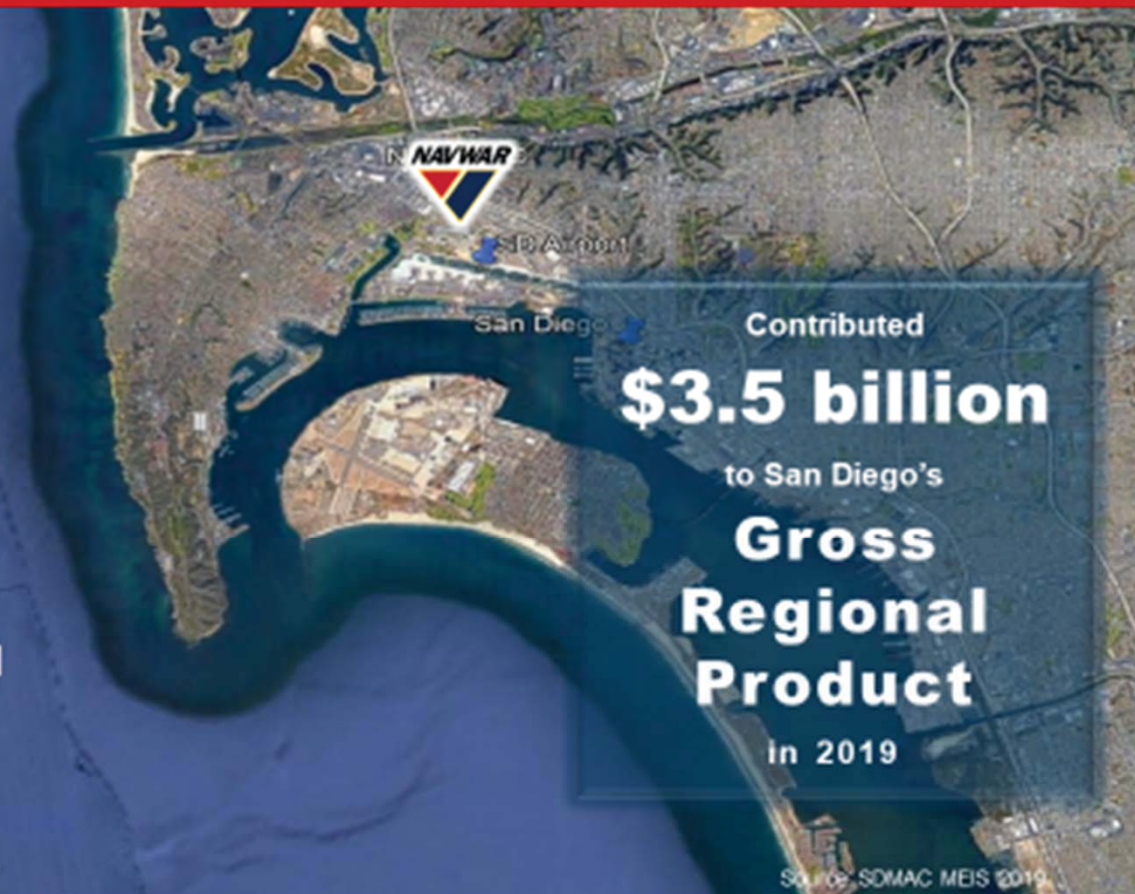 NAVWAR
SD Airport
San Diego
Contributed
$3.5 billion
to San Diego's
Gross
Regional
Product
in 2019
Source: SDMAC MEIS 2019